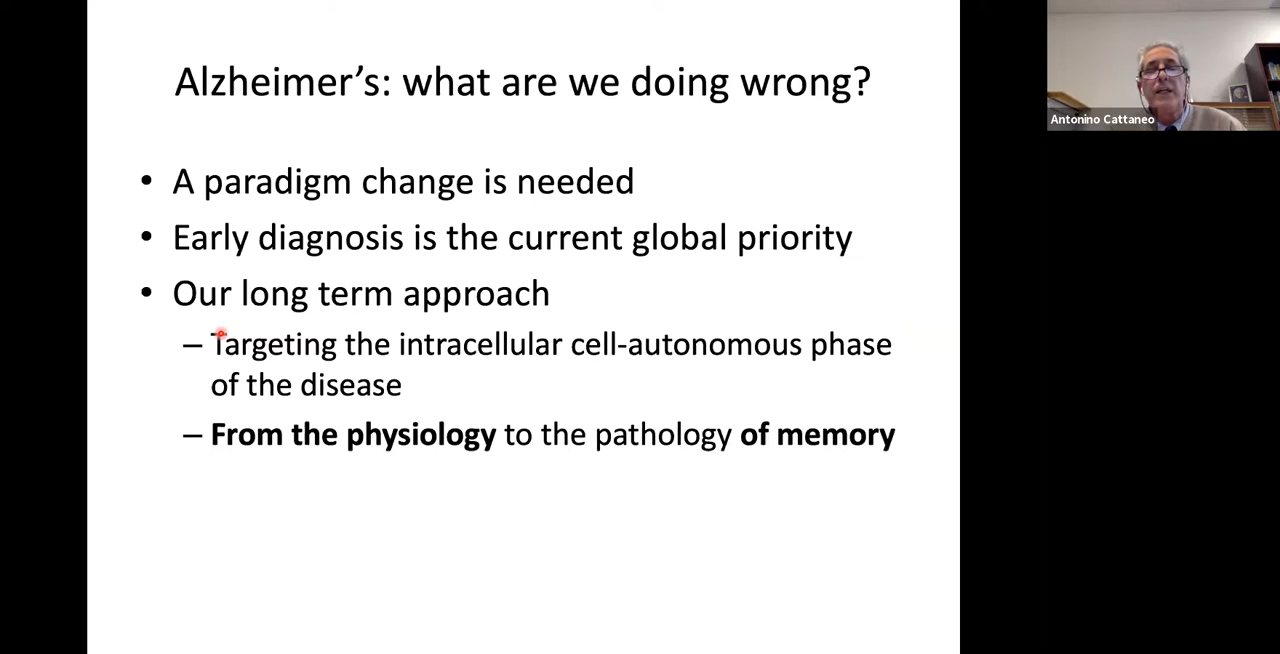 Alzheimer’s: what are we doing wrong?
Antonino Cattaneo
• A paradigm change is needed
• Early diagnosis is the current global priority
• Our long term approach
– Targeting the intracellular cell-autonomous phase
of the disease
– From the physiology to the pathology of memory